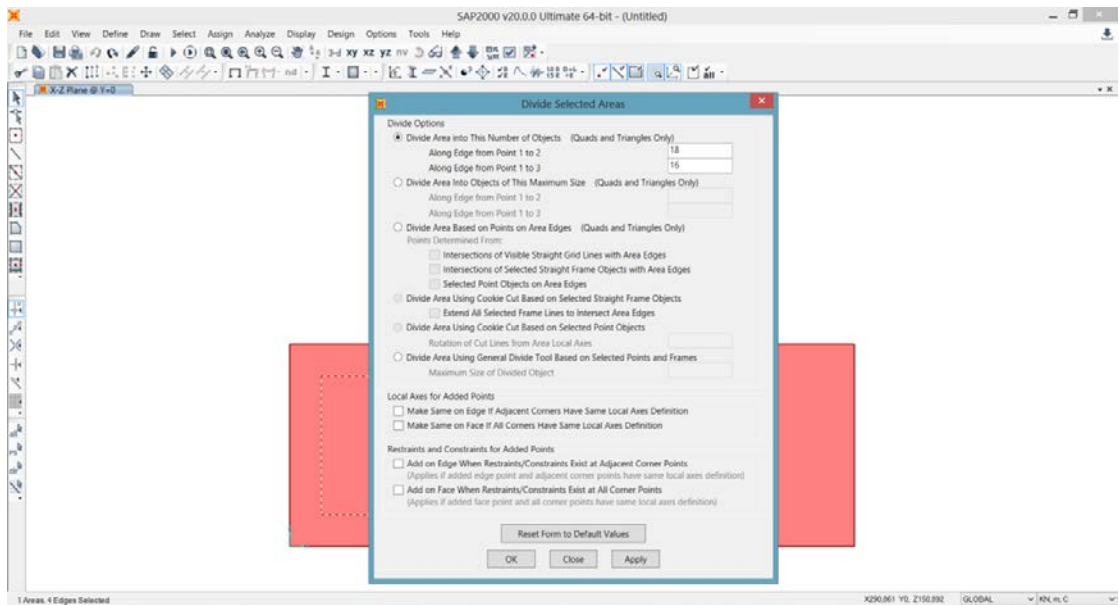 SAP2000 v20.0.0 Ultimate 64-bit - (Untitled)
File Edit View Define Draw Select Assign Analyze Display Design Options Tools Help
3-d xy xz yz nv
nd
all
X-Z Plane @ Y=0
Divide Selected Areas
Divide Options
Divide Area into This Number of Objects (Quads and Triangles Only)
Along Edge from Point 1 to 2 18
Along Edge from Point 1 to 3 16
Divide Area Into Objects of This Maximum Size (Quads and Triangles Only)
Along Edge from Point 1 to 2
Along Edge from Point 1 to 3
Divide Area Based on Points on Area Edges (Quads and Triangles Only)
Points Determined From:
Intersections of Visible Straight Grid Lines with Area Edges
Intersections of Selected Straight Frame Objects with Area Edges
Selected Point Objects on Area Edges
Divide Area Using Cookie Cut Based on Selected Straight Frame Objects
Extend All Selected Frame Lines to Intersect Area Edges
Divide Area Using Cookie Cut Based on Selected Point Objects
Rotation of Cut Lines from Area Local Axes
Divide Area Using General Divide Tool Based on Selected Points and Frames
Maximum Size of Divided Object
Local Axes for Added Points
Make Same on Edge If Adjacent Corners Have Same Local Axes Definition
Make Same on Face If All Corners Have Same Local Axes Definition
Restraints and Constraints for Added Points
Add on Edge When Restraints/Constraints Exist at Adjacent Corner Points
(Applies if added edge point and adjacent corner points have same local axes definition)
Add on Face When Restraints/Constraints Exist at All Corner Points
(Applies if added face point and all corner points have same local axes definition)
Reset Form to Default Values
OK Close Apply
1 Areas, 4 Edges Selected X290,861 Y0, Z150,892 GLOBAL KN, m, C